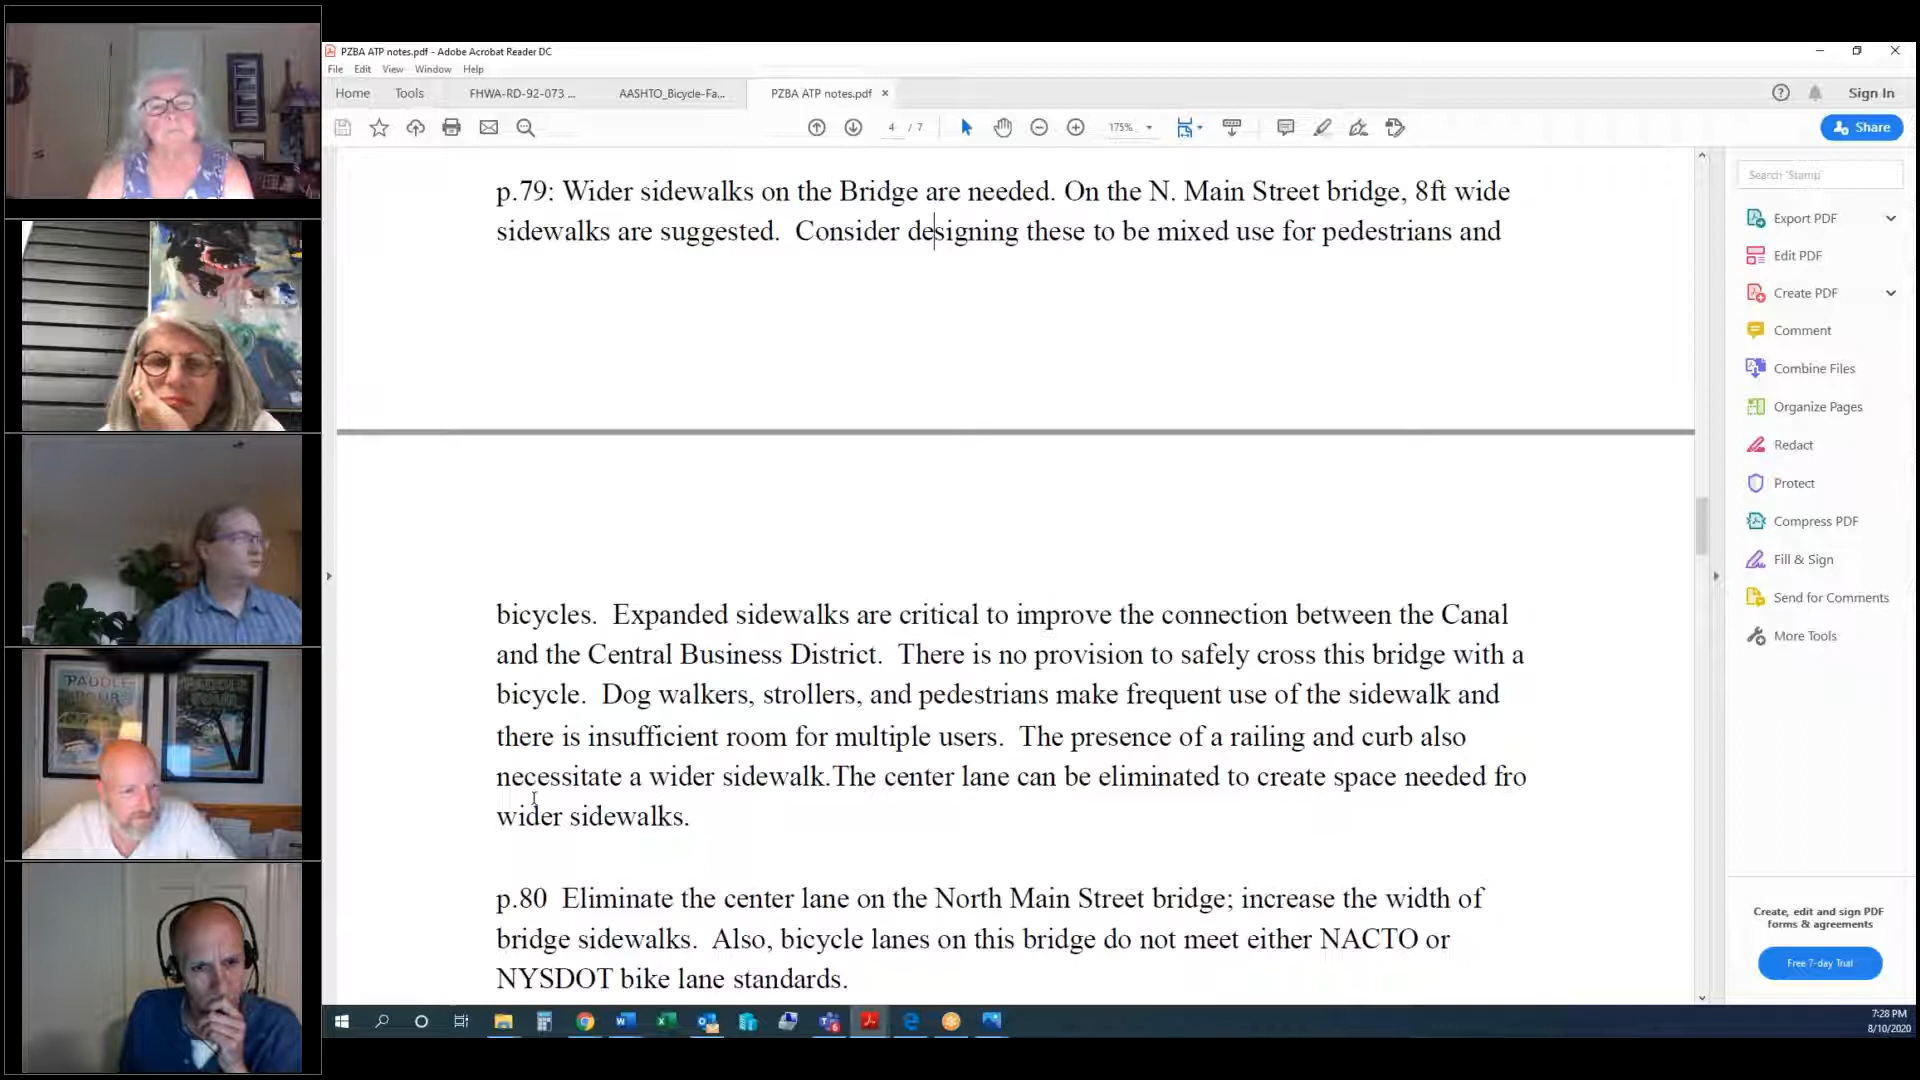 PZBA ATP notes.pdf - Adobe Acrobat Reader DC
File Edit View Window Help
Home Tools FHWA-RD-92-073 ... AASHTO_Bicycle-Fa... PZBA ATP notes.pdf × Sign In
4 / 7 175% Share
p.79: Wider sidewalks on the Bridge are needed. On the N. Main Street bridge, 8ft wide
sidewalks are suggested. Consider designing these to be mixed use for pedestrians and
bicycles. Expanded sidewalks are critical to improve the connection between the Canal
and the Central Business District. There is no provision to safely cross this bridge with a
bicycle. Dog walkers, strollers, and pedestrians make frequent use of the sidewalk and
there is insufficient room for multiple users. The presence of a railing and curb also
necessitate a wider sidewalk.The center lane can be eliminated to create space needed fro
wider sidewalks.
p.80 Eliminate the center lane on the North Main Street bridge; increase the width of
bridge sidewalks. Also, bicycle lanes on this bridge do not meet either NACTO or
NYSDOT bike lane standards.
Search 'Stamp'
Export PDF
Edit PDF
Create PDF
Comment
Combine Files
Organize Pages
Redact
Protect
Compress PDF
Fill & Sign
Send for Comments
More Tools
Create, edit and sign PDF
forms & agreements
Free 7-day Trial
7:28 PM
8/10/2020
PADDLE